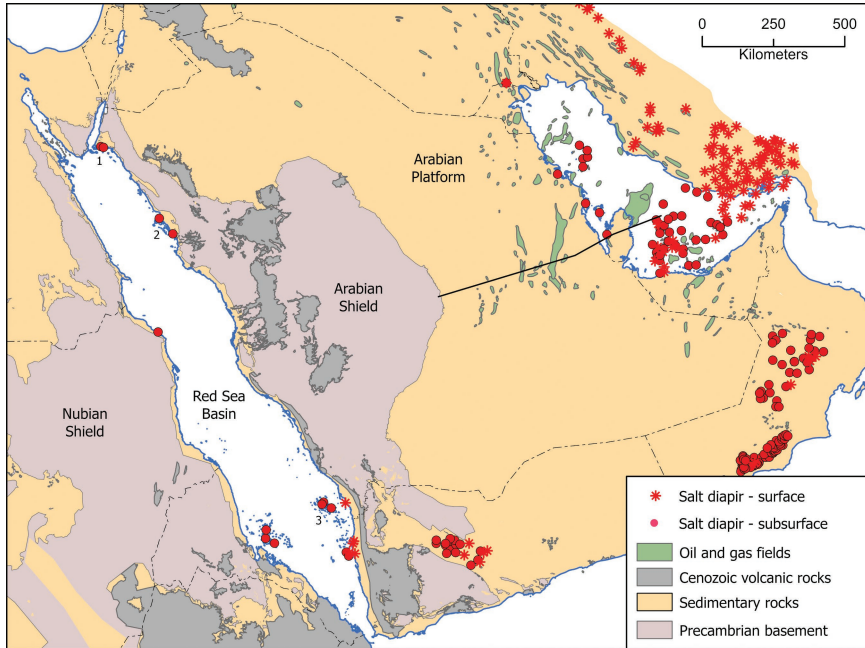 0 250 500
Kilometers
Arabian
Platform
1
2
Arabian
Shield
Red Sea
Basin
Nubian
Shield
3
Salt diapir - surface
Salt diapir - subsurface
Oil and gas fields
Cenozoic volcanic rocks
Sedimentary rocks
Precambrian basement